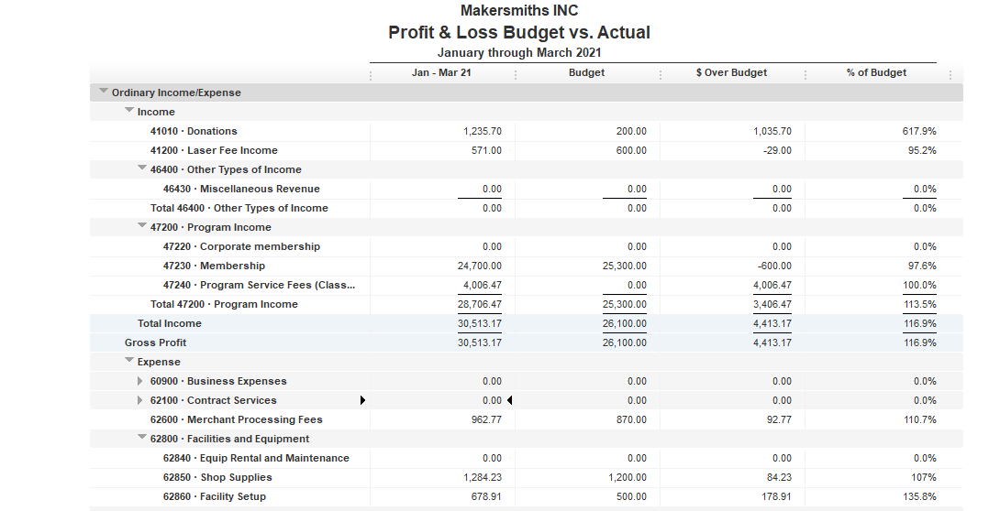 Makersmiths INC
Profit & Loss Budget vs. Actual
January through March 2021
Jan - Mar 21 Budget $ Over Budget % of Budget
Ordinary Income/Expense
Income
41010 · Donations 1,235.70 200.00 1,035.70 617.9%
41200 · Laser Fee Income 571.00 600.00 -29.00 95.2%
46400 · Other Types of Income
46430 · Miscellaneous Revenue 0.00 0.00 0.00 0.0%
Total 46400 · Other Types of Income 0.00 0.00 0.00 0.0%
47200 · Program Income
47220 · Corporate membership 0.00 0.00 0.00 0.0%
47230 · Membership 24,700.00 25,300.00 -600.00 97.6%
47240 · Program Service Fees (Class... 4,006.47 0.00 4,006.47 100.0%
Total 47200 · Program Income 28,706.47 25,300.00 3,406.47 113.5%
Total Income 30,513.17 26,100.00 4,413.17 116.9%
Gross Profit 30,513.17 26,100.00 4,413.17 116.9%
Expense
60900 · Business Expenses 0.00 0.00 0.00 0.0%
62100 · Contract Services 0.00 0.00 0.00 0.0%
62600 · Merchant Processing Fees 962.77 870.00 92.77 110.7%
62800 · Facilities and Equipment
62840 · Equip Rental and Maintenance 0.00 0.00 0.00 0.0%
62850 · Shop Supplies 1,284.23 1,200.00 84.23 107%
62860 · Facility Setup 678.91 500.00 178.91 135.8%